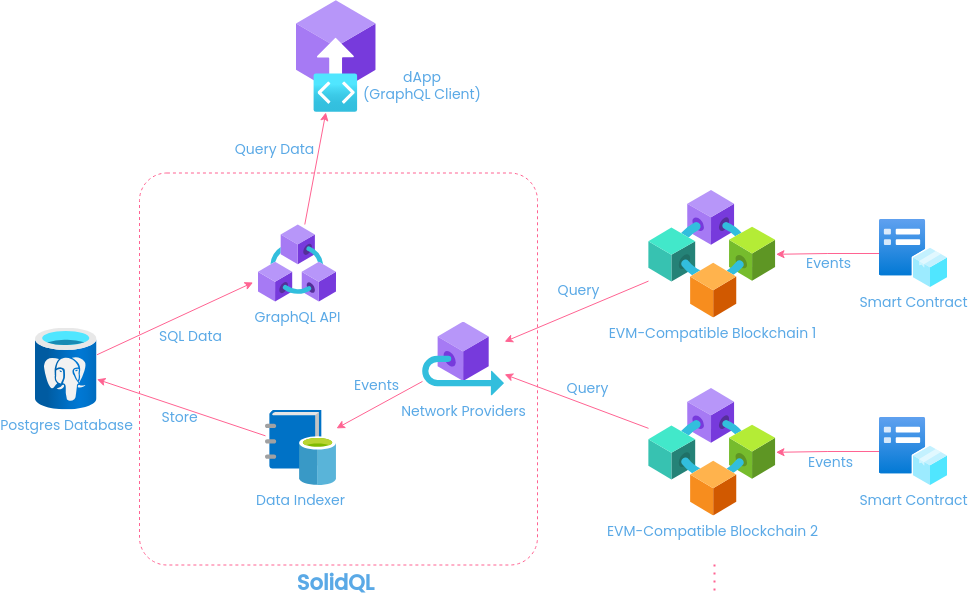 dApp
(GraphQL Client)
Query Data
GraphQL API
SQL Data
Postgres Database
Store
Data Indexer
Events
Network Providers
Query
EVM-Compatible Blockchain 1
Events
Smart Contract
Query
EVM-Compatible Blockchain 2
Events
Smart Contract
SolidQL